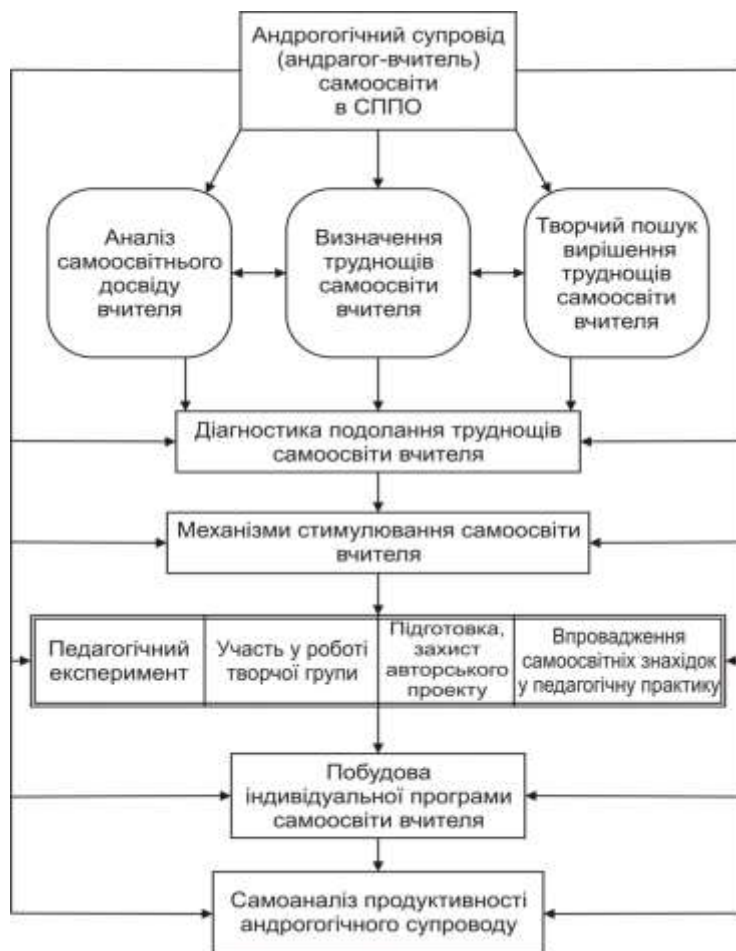 Андрогогічний супровід
(андрагог-вчитель)
самоосвіти
в СППО
Аналіз
самоосвітнього
досвіду
вчителя
Визначення
труднощів
самоосвіти
вчителя
Творчий пошук
вирішення
труднощів
самоосвіти
вчителя
Діагностика подолання труднощів
самоосвіти вчителя
Механізми стимулювання самоосвіти
вчителя
Педагогічний
експеримент
Участь у роботі
творчої групи
Підготовка,
захист
авторського
проекту
Впровадження
самоосвітніх знахідок
у педагогічну практику
Побудова
індивідуальної програми
самоосвіти вчителя
Самоаналіз продуктивності
андрогогічного супроводу